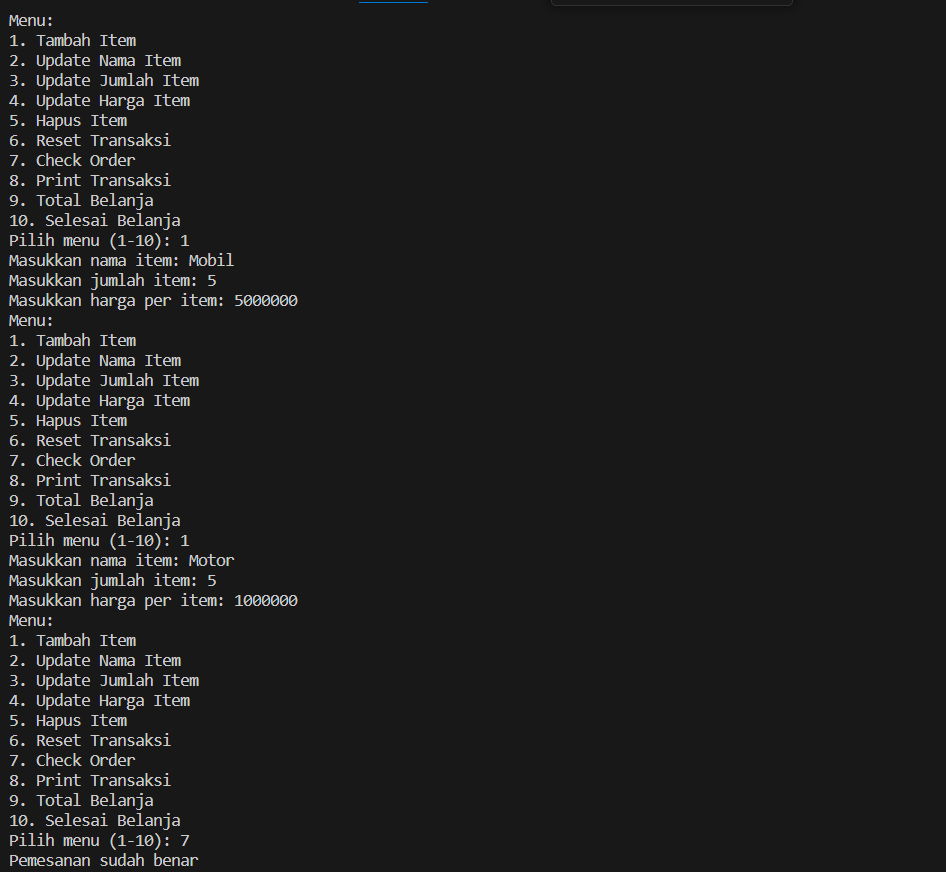 Menu:
1. Tambah Item
2. Update Nama Item
3. Update Jumlah Item
4. Update Harga Item
5. Hapus Item
6. Reset Transaksi
7. Check Order
8. Print Transaksi
9. Total Belanja
10. Selesai Belanja
Pilih menu (1-10): 1
Masukkan nama item: Mobil
Masukkan jumlah item: 5
Masukkan harga per item: 5000000
Menu:
1. Tambah Item
2. Update Nama Item
3. Update Jumlah Item
4. Update Harga Item
5. Hapus Item
6. Reset Transaksi
7. Check Order
8. Print Transaksi
9. Total Belanja
10. Selesai Belanja
Pilih menu (1-10): 1
Masukkan nama item: Motor
Masukkan jumlah item: 5
Masukkan harga per item: 1000000
Menu:
1. Tambah Item
2. Update Nama Item
3. Update Jumlah Item
4. Update Harga Item
5. Hapus Item
6. Reset Transaksi
7. Check Order
8. Print Transaksi
9. Total Belanja
10. Selesai Belanja
Pilih menu (1-10): 7
Pemesanan sudah benar